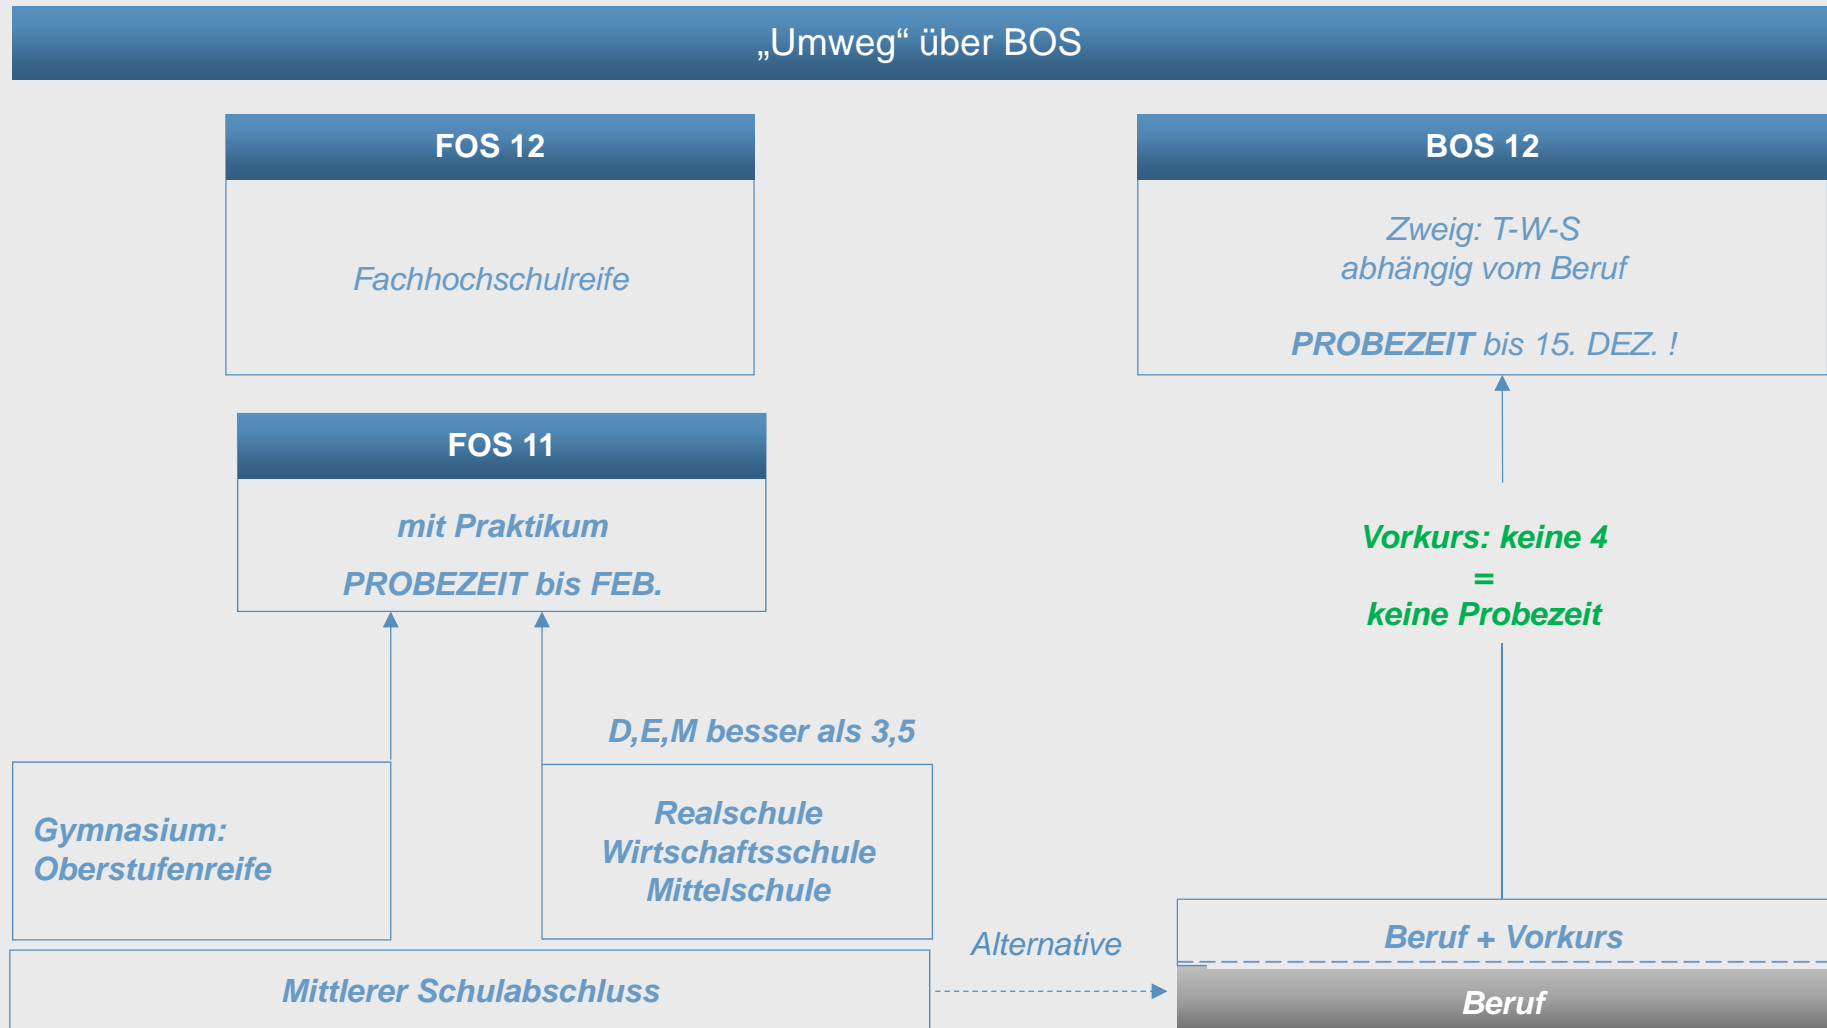 „Umweg“ über BOS
FOS 12
Fachhochschulreife
BOS 12
Zweig: T-W-S
abhängig vom Beruf
PROBEZEIT bis 15. DEZ. !
FOS 11
mit Praktikum
PROBEZEIT bis FEB.
Vorkurs: keine 4
=
keine Probezeit
D,E,M besser als 3,5
Gymnasium:
Oberstufenreife
Realschule
Wirtschaftsschule
Mittelschule
Alternative
Beruf + Vorkurs
Mittlerer Schulabschluss
Beruf